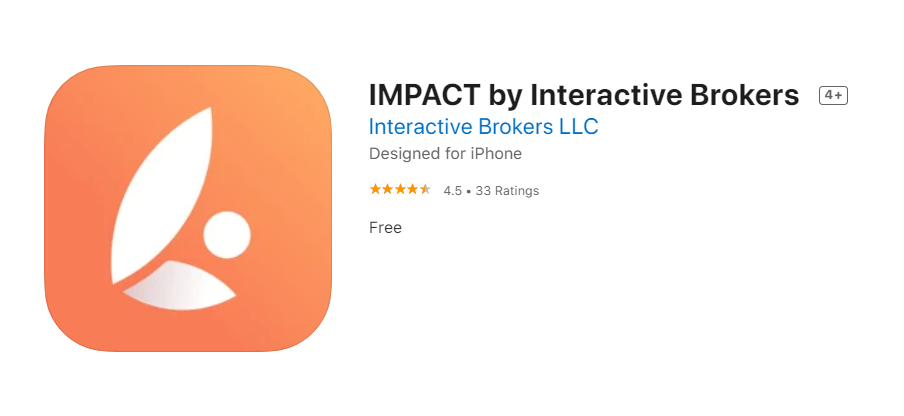 IMPACT by Interactive Brokers 4+
Interactive Brokers LLC
Designed for iPhone
4.5 • 33 Ratings
Free